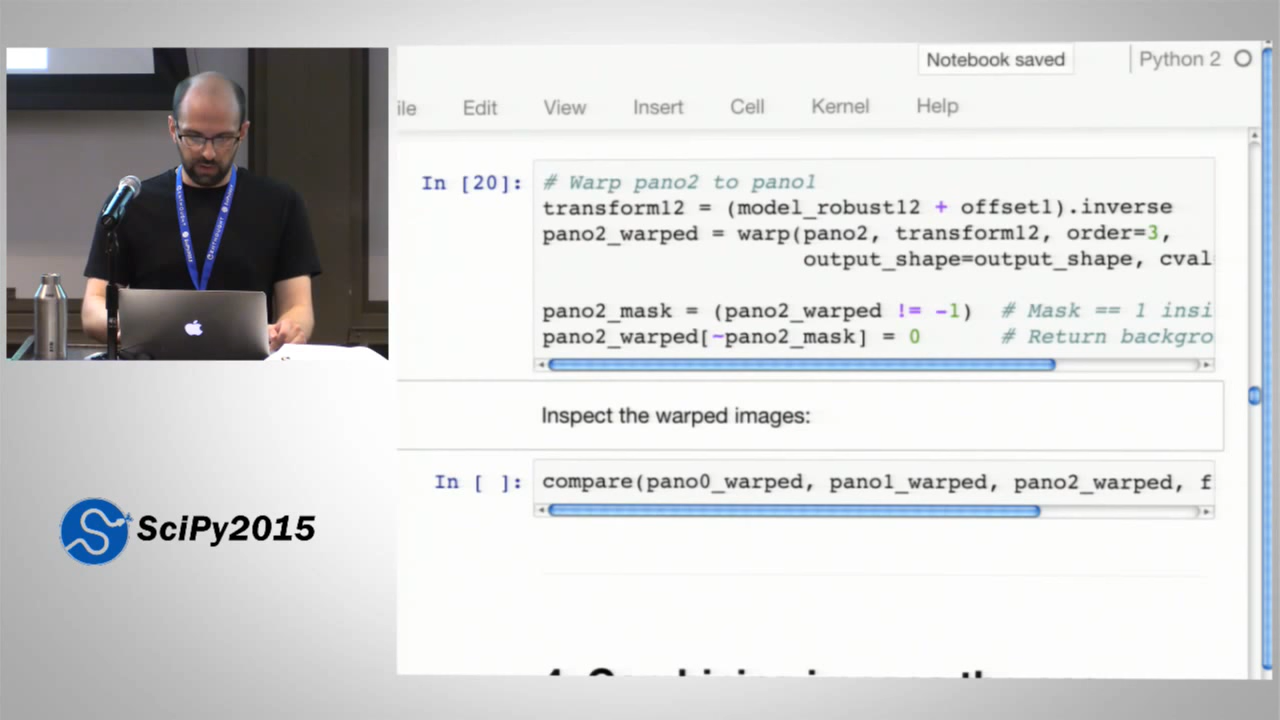 Notebook saved
Python 2
ile Edit View Insert Cell Kernel Help
In [20]:
# Warp pano2 to pano1
transform12 = (model_robust12 + offset1).inverse
pano2_warped = warp(pano2, transform12, order=3,
output_shape=output_shape, cval
pano2_mask = (pano2_warped != -1) # Mask == 1 insi
pano2_warped[~pano2_mask] = 0 # Return backgro
Inspect the warped images:
In [ ]:
compare(pano0_warped, pano1_warped, pano2_warped, f
SciPy2015